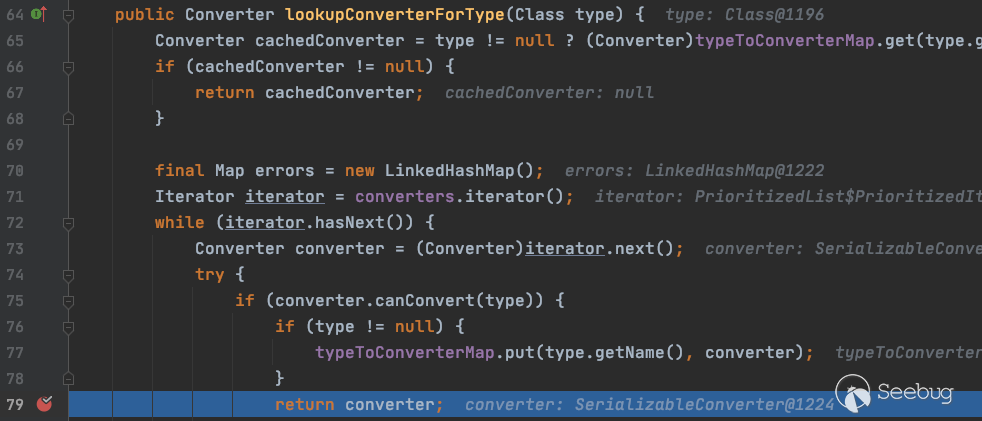 64 public Converter lookupConverterForType(Class type) { type: Class@1196
65 Converter cachedConverter = type != null ? (Converter)typeToConverterMap.get(type.g
66 if (cachedConverter != null) {
67 return cachedConverter; cachedConverter: null
68 }
69
70 final Map errors = new LinkedHashMap(); errors: LinkedHashMap@1222
71 Iterator iterator = converters.iterator(); iterator: PrioritizedList$PrioritizedIt
72 while (iterator.hasNext()) {
73 Converter converter = (Converter)iterator.next(); converter: SerializableConve
74 try {
75 if (converter.canConvert(type)) {
76 if (type != null) {
77 typeToConverterMap.put(type.getName(), converter); typeToConverter
78 }
79 return converter; converter: SerializableConverter@1224
Seebug